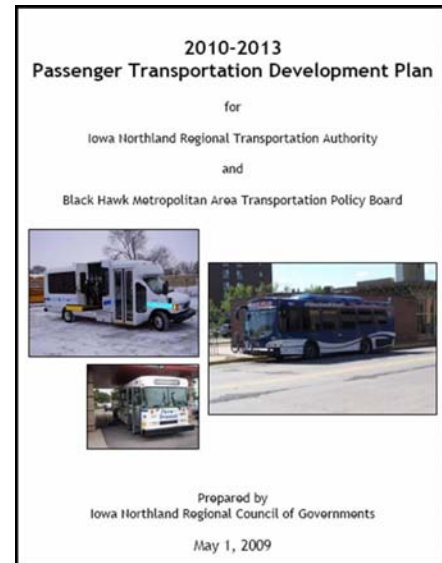 2010-2013
Passenger Transportation Development Plan
for
Iowa Northland Regional Transportation Authority
and
Black Hawk Metropolitan Area Transportation Policy Board
Prepared by
Iowa Northland Regional Council of Governments
May 1, 2009